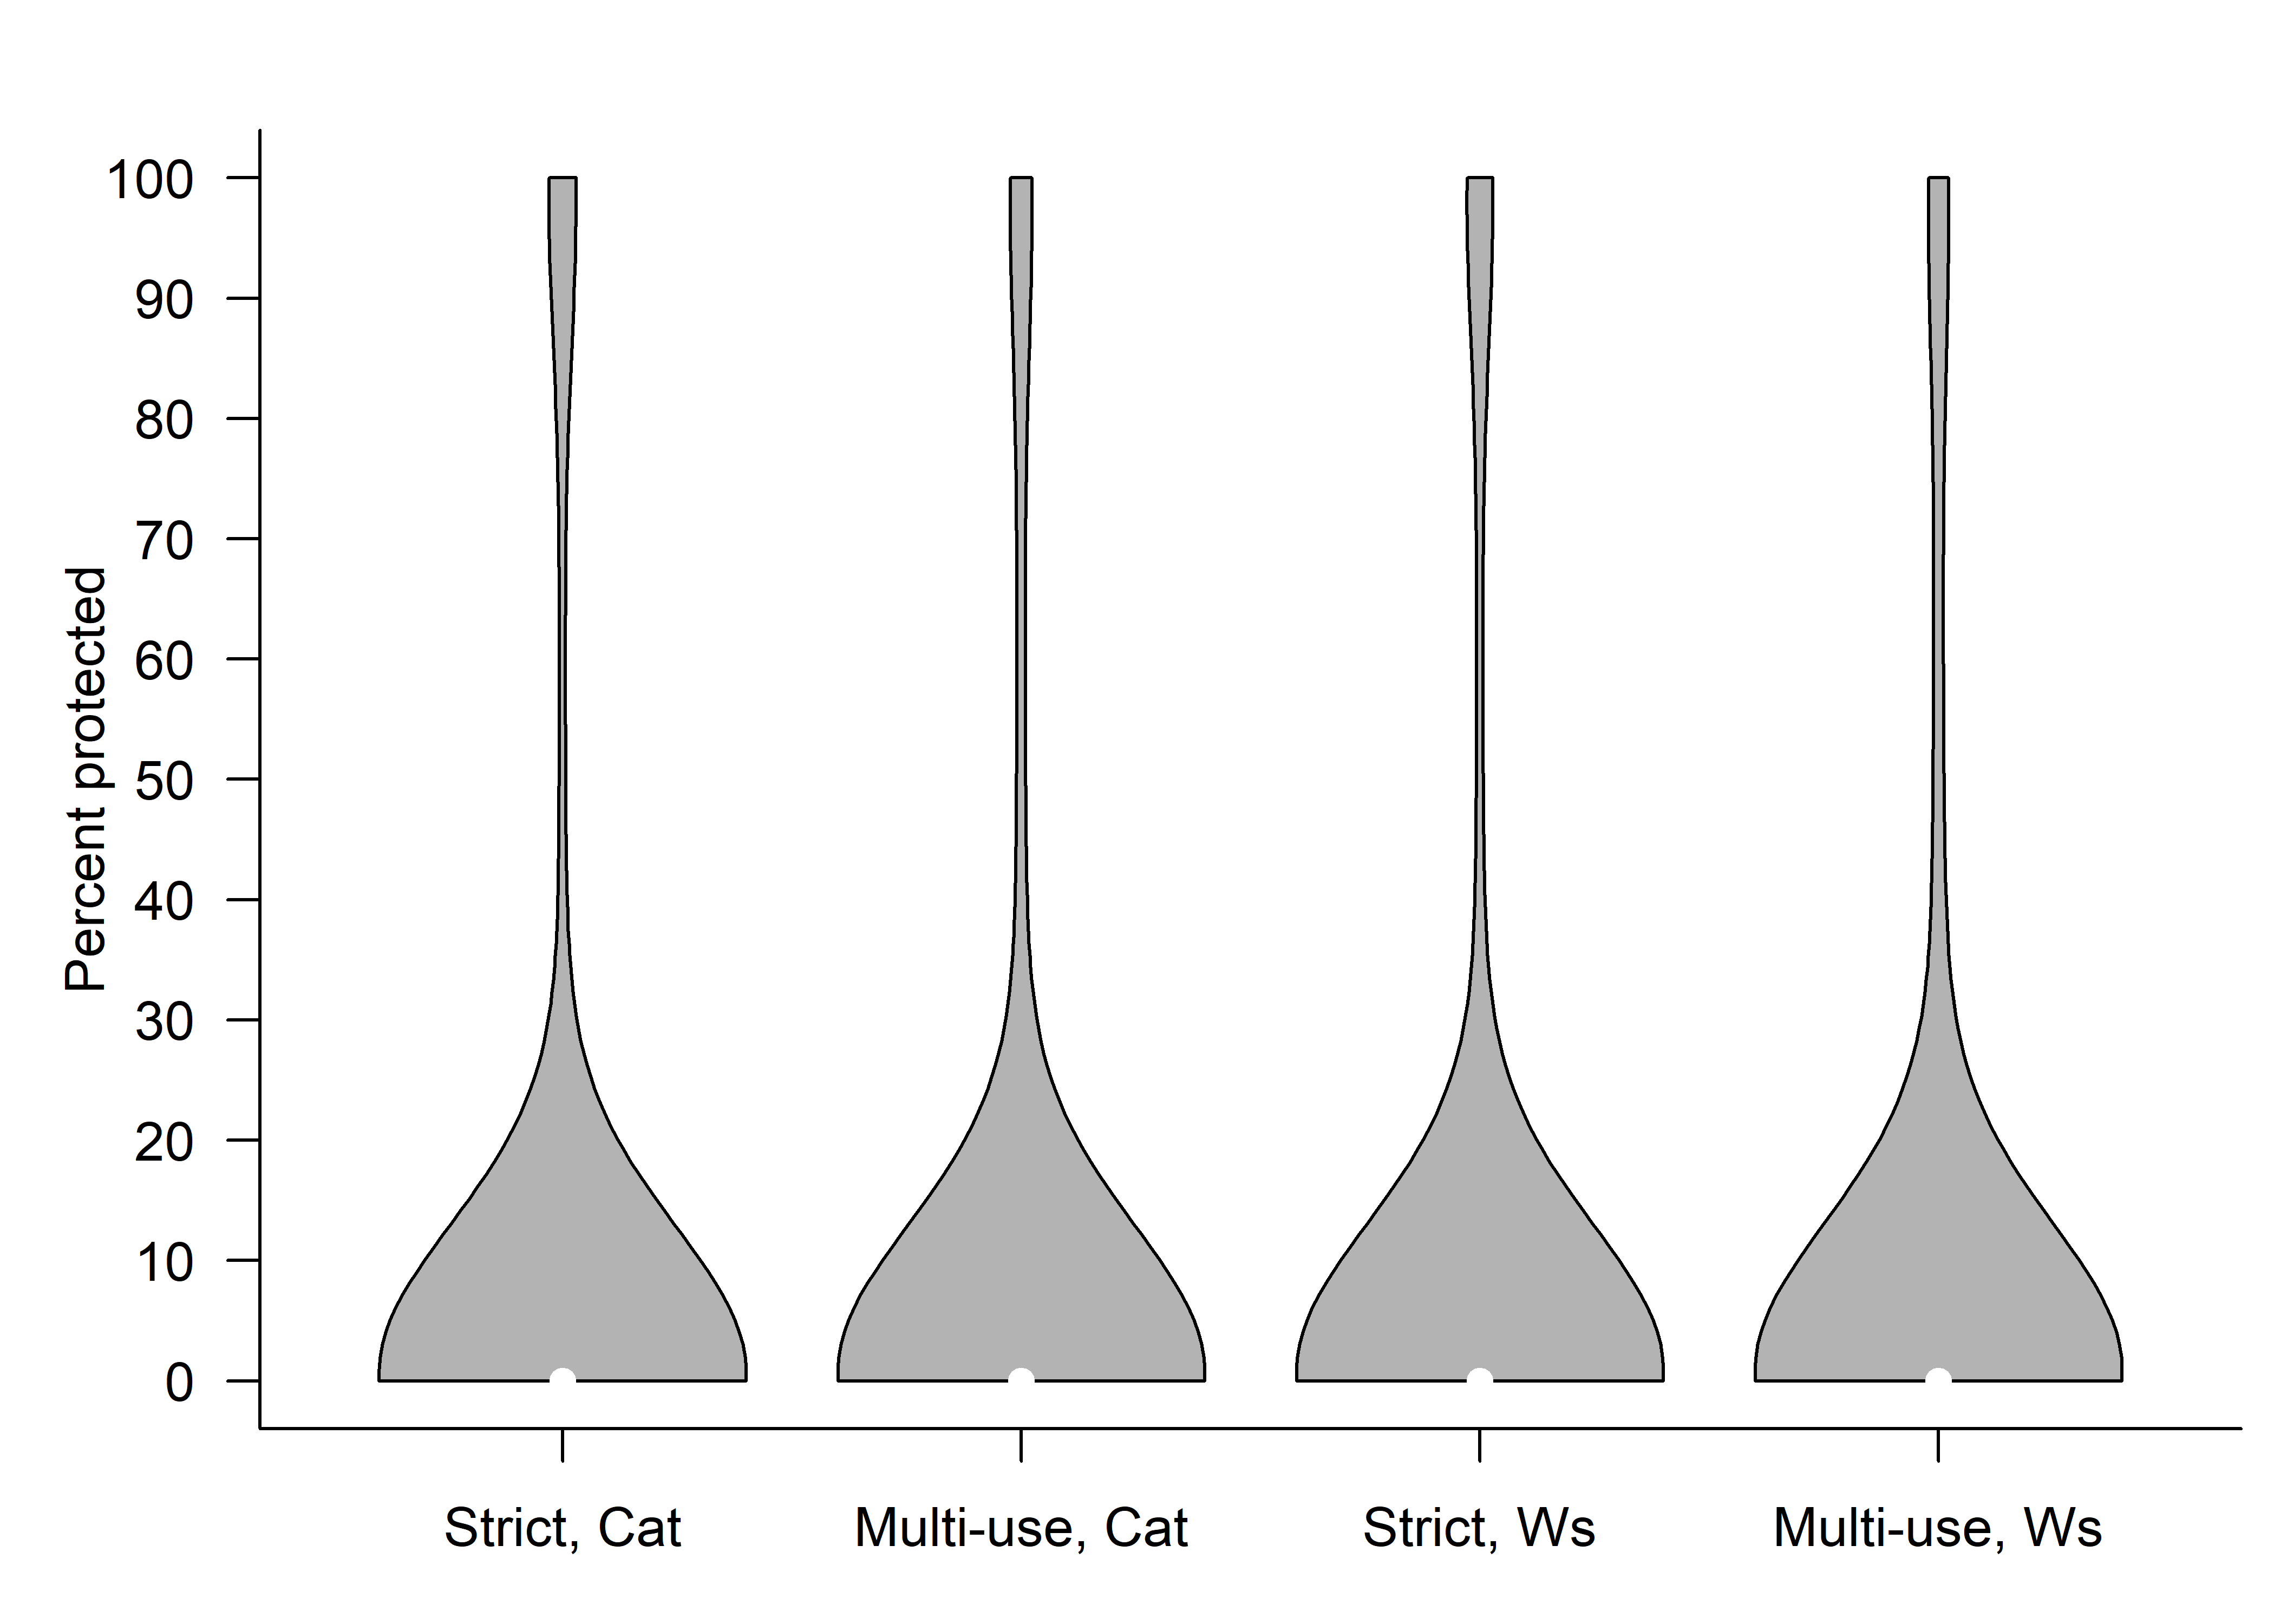 Percent protected
100
90
80
70
60
50
40
30
20
10
0
Strict, Cat
Multi-use, Cat
Strict, Ws
Multi-use, Ws